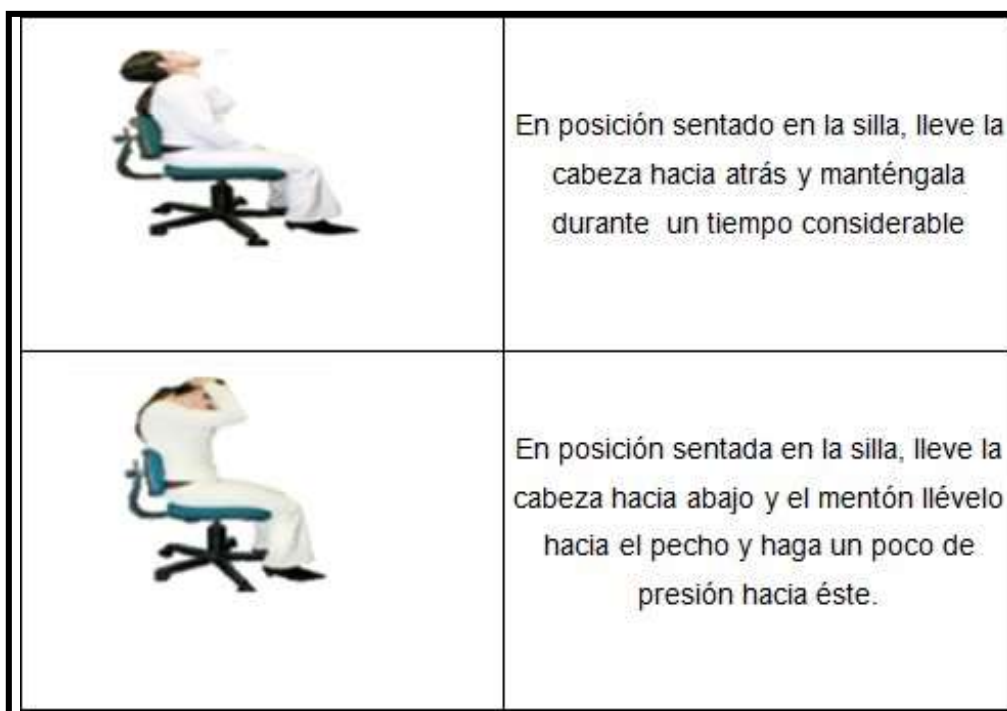 En posición sentado en la silla, lleve la
cabeza hacia atrás y manténgala
durante  un tiempo considerable
En posición sentada en la silla, lleve la
cabeza hacia abajo y el mentón llévelo
hacia el pecho y haga un poco de
presión hacia éste.